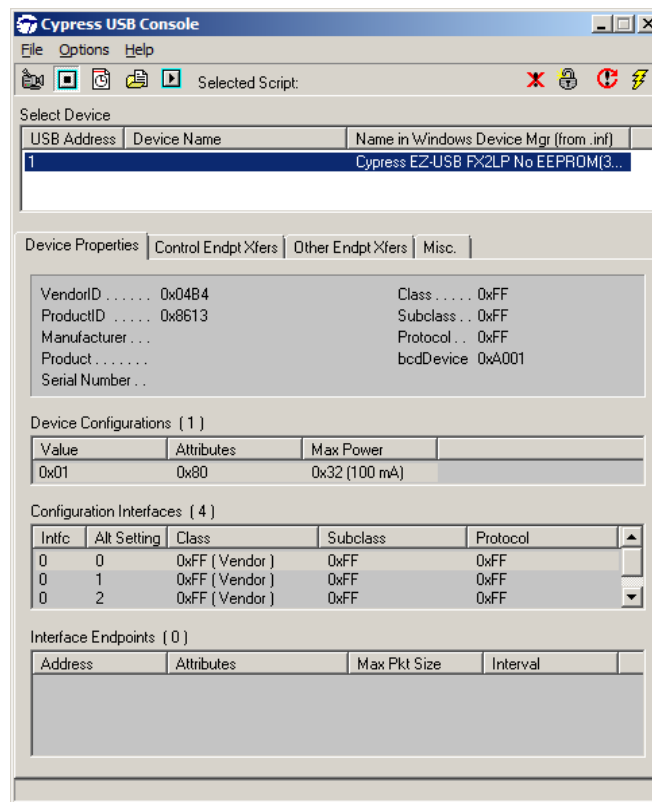 Cypress USB Console
File Options Help
Selected Script:
Select Device
USB Address Device Name Name in Windows Device Mgr (from .inf)
1 Cypress EZ-USB FX2LP No EEPROM(3...
Device Properties Control Endpt Xfers Other Endpt Xfers Misc.
VendorID . . . . . . 0x04B4 Class . . . . . 0xFF
ProductID . . . . . 0x8613 Subclass . . 0xFF
Manufacturer . . . Protocol . . 0xFF
Product . . . . . . . bcdDevice 0xA001
Serial Number . .
Device Configurations ( 1 )
Value Attributes Max Power
0x01 0x80 0x32 (100 mA)
Configuration Interfaces ( 4 )
Intfc Alt Setting Class Subclass Protocol
0 0 0xFF ( Vendor ) 0xFF 0xFF
0 1 0xFF ( Vendor ) 0xFF 0xFF
0 2 0xFF ( Vendor ) 0xFF 0xFF
Interface Endpoints ( 0 )
Address Attributes Max Pkt Size Interval